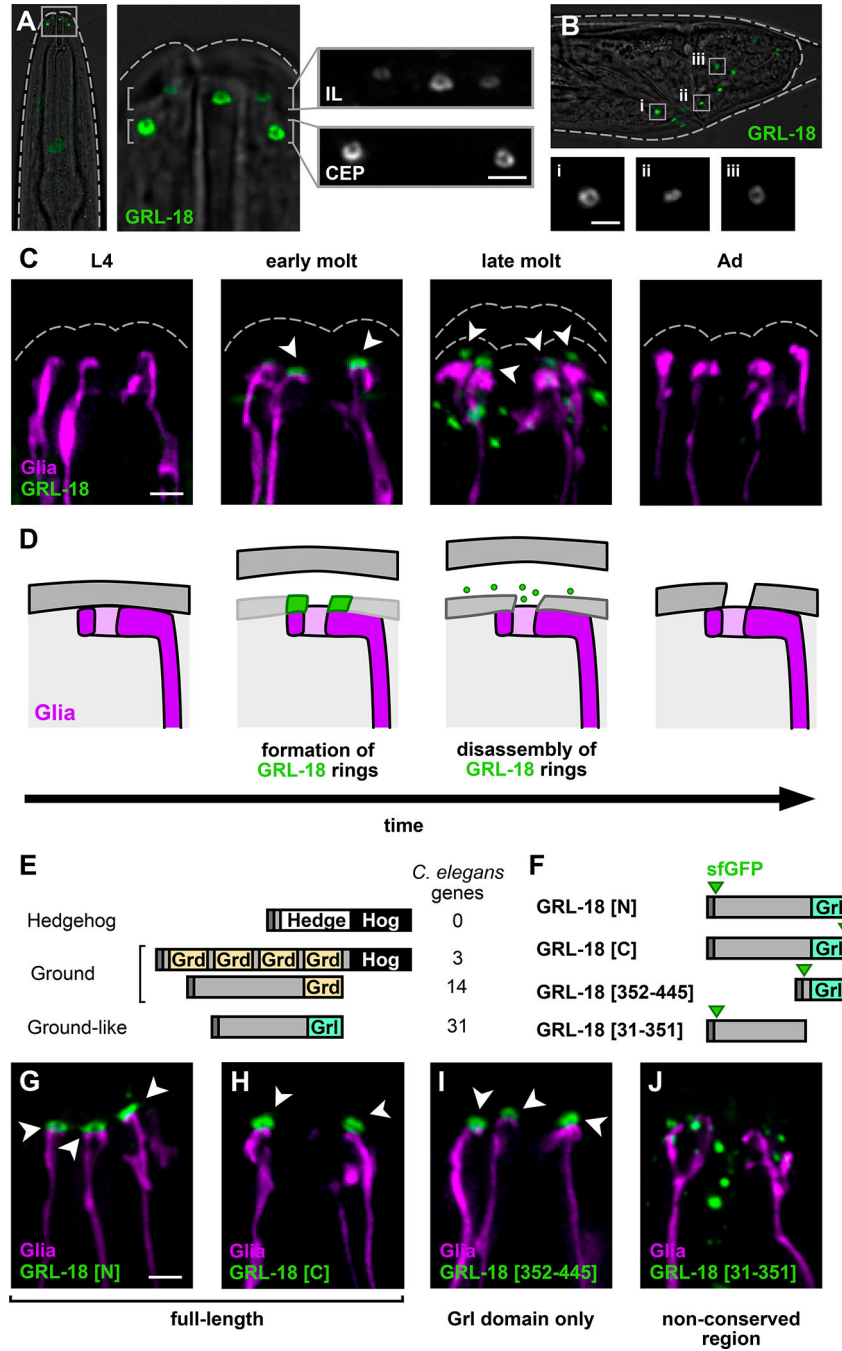 A
GRL-18
IL
CEP
B
iii
ii
i
GRL-18
i
ii
iii
C
L4
early molt
late molt
Ad
Glia
GRL-18
D
Glia
formation of
GRL-18 rings
disassembly of
GRL-18 rings
time
E
C. elegans
genes
Hedgehog
Hedge Hog
0
Ground
Grd Grd Grd Grd Hog
3
Grd
14
Ground-like
Grl
31
F
sfGFP
GRL-18 [N]
Grl
GRL-18 [C]
Grl
GRL-18 [352-445]
Grl
GRL-18 [31-351]
G
Glia
GRL-18 [N]
H
Glia
GRL-18 [C]
I
Glia
GRL-18 [352-445]
J
Glia
GRL-18 [31-351]
full-length
Grl domain only
non-conserved
region